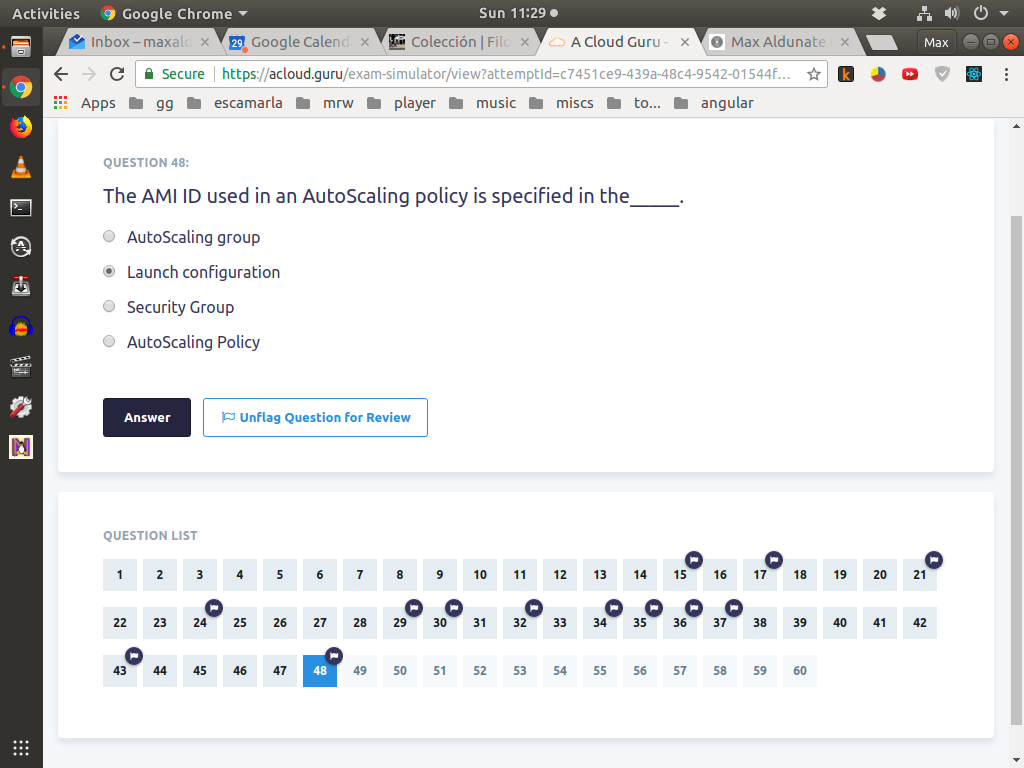 Activities Google Chrome Sun 11:29 Max
Inbox – maxald Google Calend Colección | Filo A Cloud Guru - Max Aldunate
Secure https://acloud.guru/exam-simulator/view?attemptId=c7451ce9-439a-48c4-9542-01544f...
Apps gg escamarla mrw player music miscs to... angular
QUESTION 48:
The AMI ID used in an AutoScaling policy is specified in the_____.
AutoScaling group
Launch configuration
Security Group
AutoScaling Policy
Answer Unflag Question for Review
QUESTION LIST
1 2 3 4 5 6 7 8 9 10 11 12 13 14 15 16 17 18 19 20 21
22 23 24 25 26 27 28 29 30 31 32 33 34 35 36 37 38 39 40 41 42
43 44 45 46 47 48 49 50 51 52 53 54 55 56 57 58 59 60